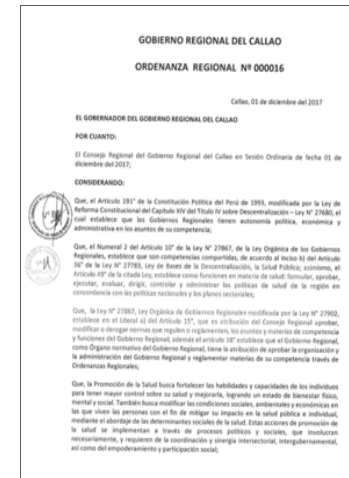 GOBIERNO REGIONAL DEL CALLAO
ORDENANZA REGIONAL Nº 000016
Callao, 01 de diciembre del 2017
EL GOBERNADOR DEL GOBIERNO REGIONAL DEL CALLAO
POR CUANTO:
El Consejo Regional del Gobierno Regional del Callao en Sesión Ordinaria de fecha 01 de
diciembre del 2017;
CONSIDERANDO:
Que, el Artículo 191° de la Constitución Política del Perú de 1993, modificada por la Ley de
Reforma Constitucional del Capítulo XIV del Título IV sobre Descentralización – Ley N° 27680, el
cual establece que los Gobiernos Regionales tienen autonomía política, económica y
administrativa en los asuntos de su competencia;
Que, el Numeral 2 del Artículo 10° de la Ley N° 27867, de la Ley Orgánica de los Gobiernos
Regionales, establece que son competencias compartidas, de acuerdo al Inciso b) del Artículo
36° de la Ley N° 27783, Ley de Bases de la Descentralización, la Salud Pública; asimismo, el
Artículo 49° de la citada Ley, establece como funciones en materia de salud: formular, aprobar,
ejecutar, evaluar, dirigir, controlar y administrar las políticas de salud de la región en
concordancia con las políticas nacionales y los planes sectoriales;
Que, la Ley N° 27867, Ley Orgánica de Gobiernos Regionales modificada por la Ley N° 27902,
establece en el Literal a) del Artículo 15°, que es atribución del Consejo Regional aprobar,
modificar o derogar normas que regulen o reglamenten, los asuntos y materias de competencia
y funciones del Gobierno Regional; además el artículo 38° establece que el Gobierno Regional,
como Órgano normativo del Gobierno Regional, tiene la atribución de aprobar la organización y
la administración del Gobierno Regional y reglamentar materias de su competencia través de
Ordenanzas Regionales;
Que, la Promoción de la Salud busca fortalecer las habilidades y capacidades de los individuos
para tener mayor control sobre su salud y mejorarla, logrando un estado de bienestar físico,
mental y social. También busca modificar las condiciones sociales, ambientales y económicas en
las que viven las personas con el fin de mitigar su impacto en la salud pública e individual,
mediante el abordaje de las determinantes sociales de la salud. Estas acciones de promoción de
la salud se implementan a través de procesos políticos y sociales, que involucran
necesariamente, y requieren de la coordinación y sinergia intersectorial, intergubernamental,
así como del empoderamiento y participación social;